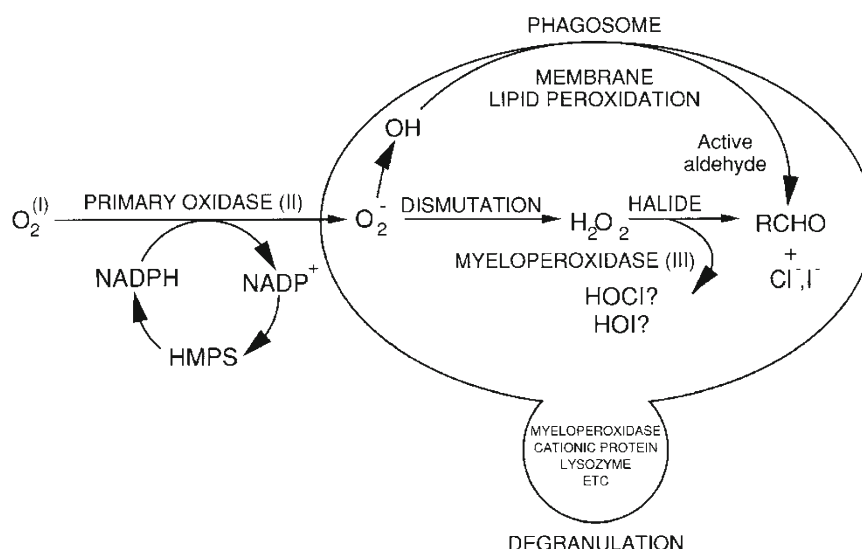 PHAGOSOME
MEMBRANE
LIPID PEROXIDATION
OH
Active
aldehyde
O₂⁽ᴵ⁾
PRIMARY OXIDASE (II)
O₂⁻
DISMUTATION
H₂O₂
HALIDE
RCHO
+
Cl⁻,I⁻
MYELOPEROXIDASE (III)
HOCl?
HOI?
NADPH
NADP⁺
HMPS
MYELOPEROXIDASE
CATIONIC PROTEIN
LYSOZYME
ETC
DEGRANULATION